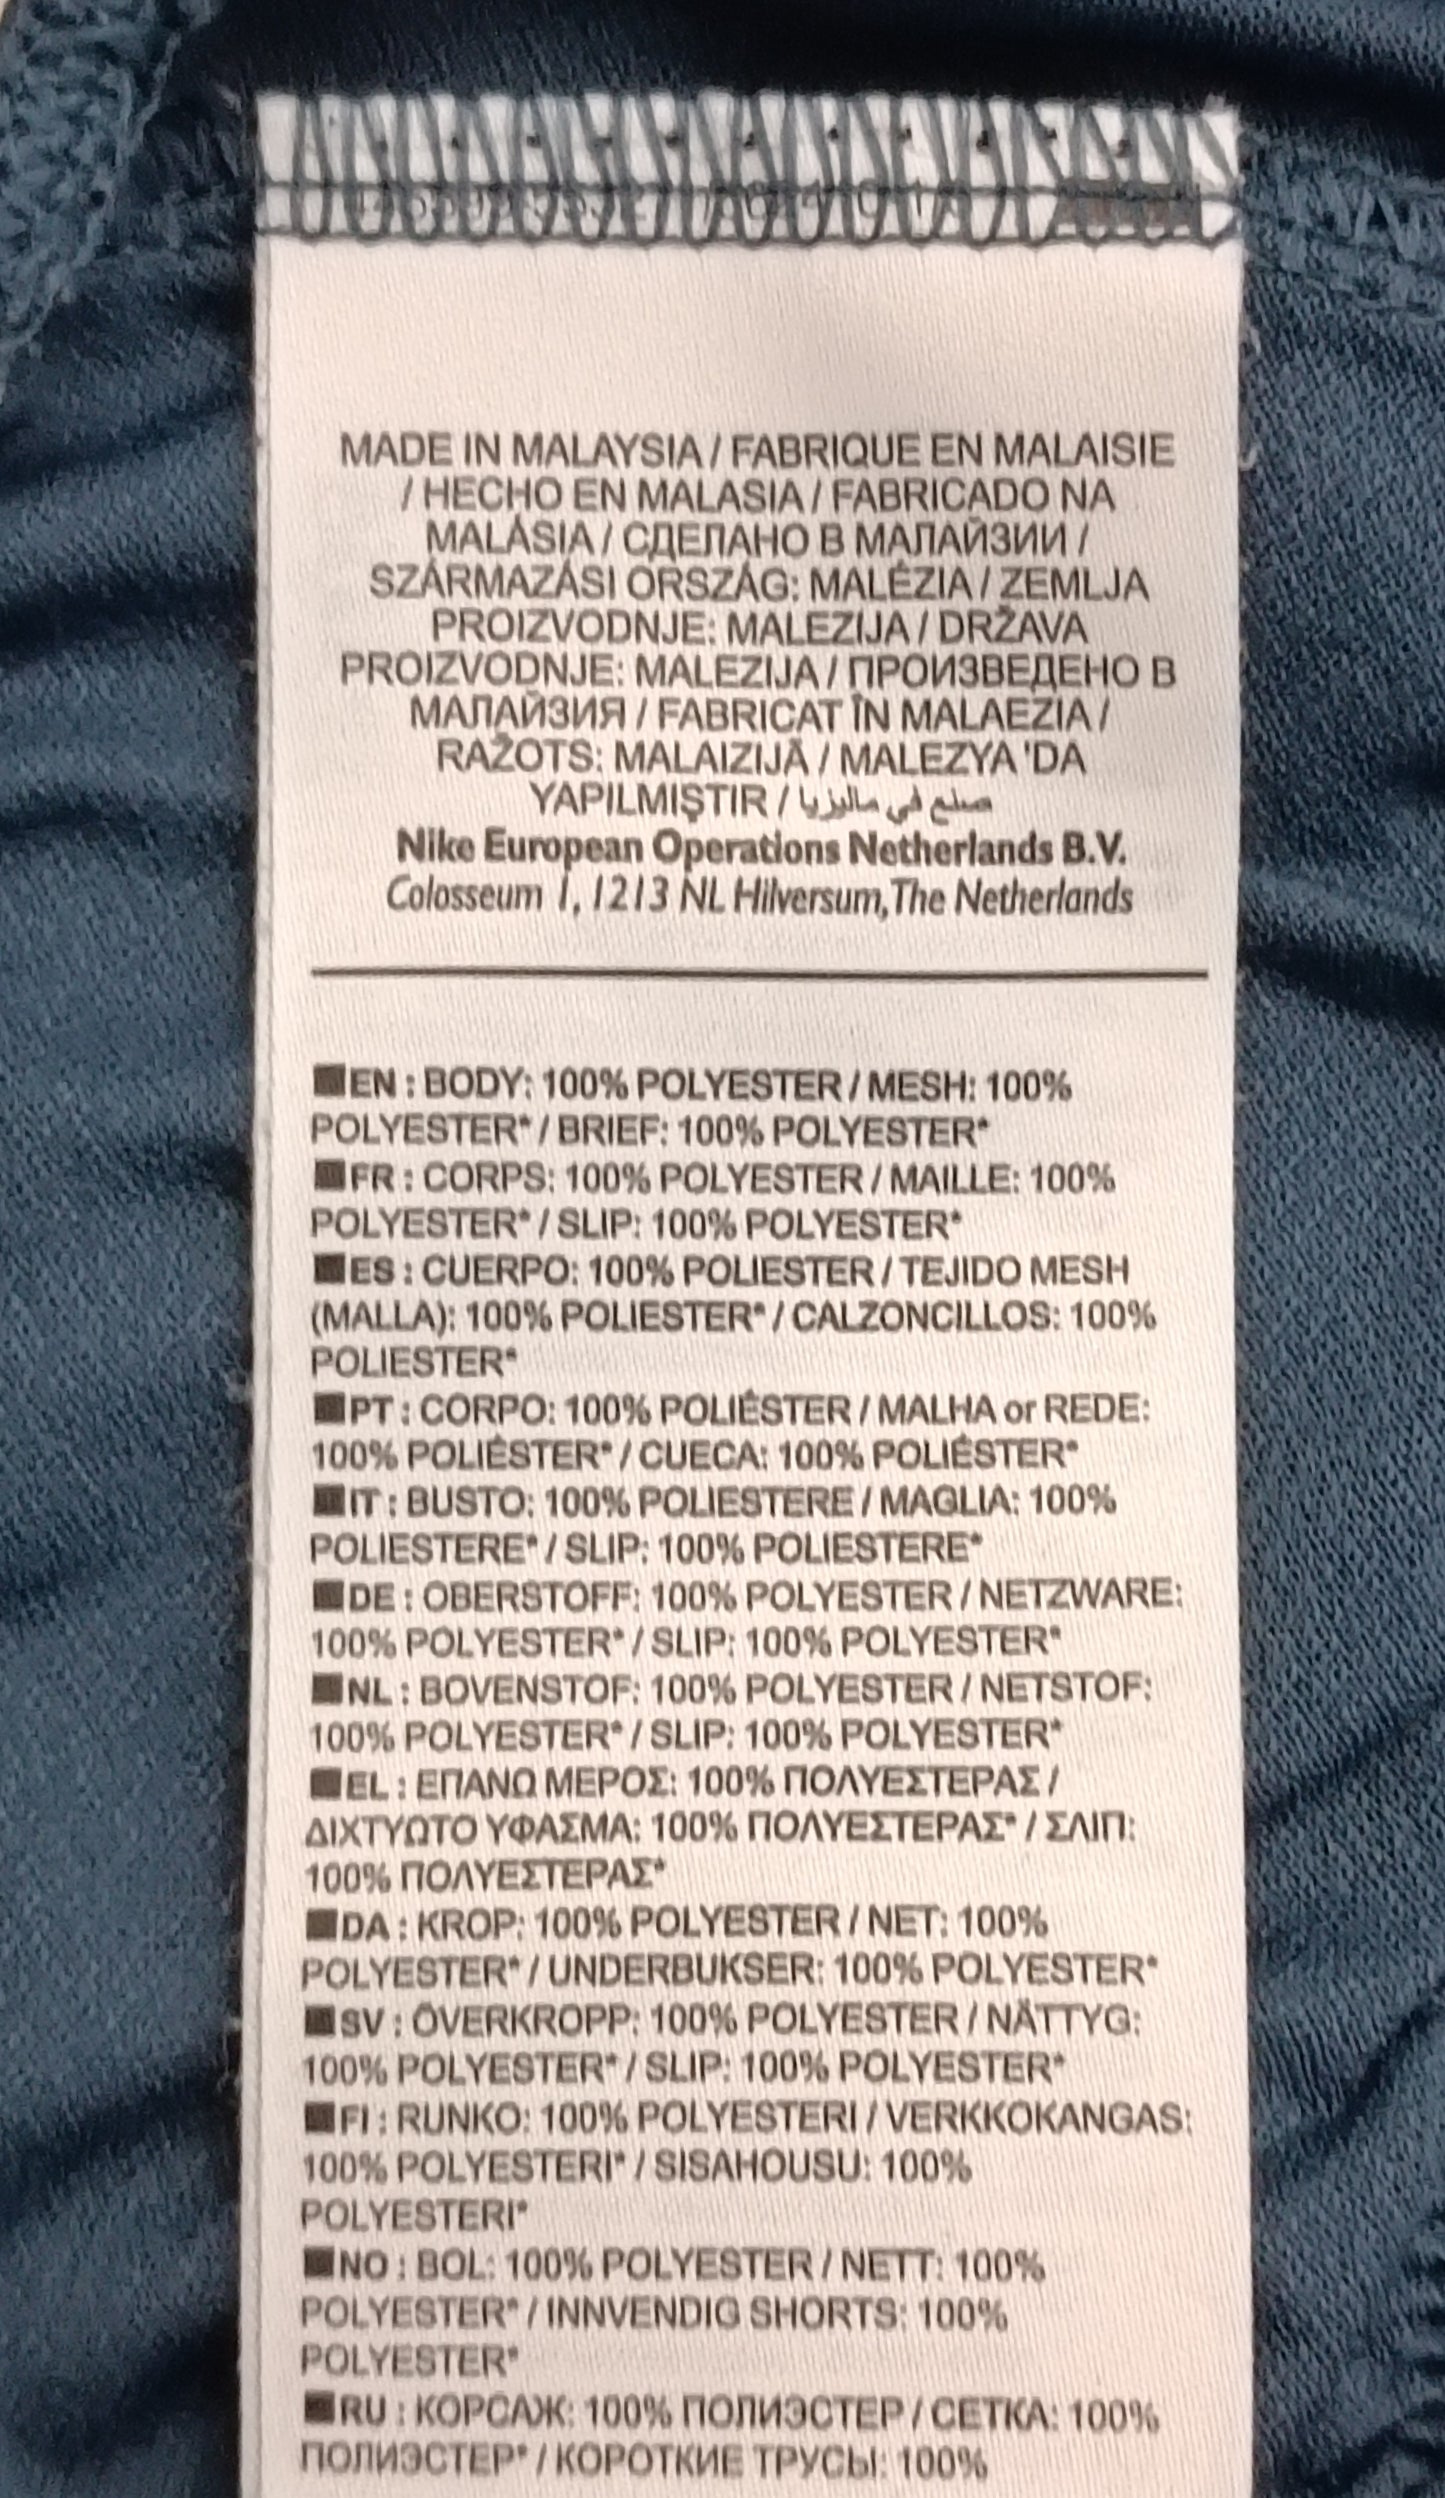 MADE IN MALAYSIA / FABRIQUE EN MALAISIE
/ HECHO EN MALASIA / FABRICADO NA
MALÁSIA / СДЕЛАНО В МАЛАЙЗИИ /
SZÁRMAZÁSI ORSZÁG: MALÉZIA / ZEMLJA
PROIZVODNJE: MALEZIJA / DRŽAVA
PROIZVODNJE: MALEZIJA / ПРОИЗВЕДЕНО В
МАЛАЙЗИЯ / FABRICAT ÎN MALAEZIA /
RAŽOTS: MALAIZIJĀ / MALEZYA 'DA
YAPILMIŞTIR / صنع في ماليزيا
Nike European Operations Netherlands B.V.
Colosseum 1, 1213 NL Hilversum, The Netherlands
EN : BODY: 100% POLYESTER / MESH: 100%
POLYESTER* / BRIEF: 100% POLYESTER*
FR : CORPS: 100% POLYESTER / MAILLE: 100%
POLYESTER* / SLIP: 100% POLYESTER*
ES : CUERPO: 100% POLIESTER / TEJIDO MESH
(MALLA): 100% POLIESTER* / CALZONCILLOS: 100%
POLIESTER*
PT : CORPO: 100% POLIÉSTER / MALHA or REDE:
100% POLIÉSTER* / CUECA: 100% POLIÉSTER*
IT : BUSTO: 100% POLIESTERE / MAGLIA: 100%
POLIESTERE* / SLIP: 100% POLIESTERE*
DE : OBERSTOFF: 100% POLYESTER / NETZWARE:
100% POLYESTER* / SLIP: 100% POLYESTER*
NL : BOVENSTOF: 100% POLYESTER / NETSTOF:
100% POLYESTER* / SLIP: 100% POLYESTER*
EL : ΕΠΑΝΩ ΜΕΡΟΣ: 100% ΠΟΛΥΕΣΤΕΡΑΣ /
ΔΙΧΤΥΩΤΟ ΥΦΑΣΜΑ: 100% ΠΟΛΥΕΣΤΕΡΑΣ* / ΣΛΙΠ:
100% ΠΟΛΥΕΣΤΕΡΑΣ*
DA : KROP: 100% POLYESTER / NET: 100%
POLYESTER* / UNDERBUKSER: 100% POLYESTER*
SV : ÖVERKROPP: 100% POLYESTER / NÄTTYG:
100% POLYESTER* / SLIP: 100% POLYESTER*
FI : RUNKO: 100% POLYESTERI / VERKKOKANGAS:
100% POLYESTERI* / SISAHOUSU: 100%
POLYESTERI*
NO : BOL: 100% POLYESTER / NETT: 100%
POLYESTER* / INNVENDIG SHORTS: 100%
POLYESTER*
RU : КОРСАЖ: 100% ПОЛИЭСТЕР / СЕТКА: 100%
ПОЛИЭСТЕР* / КОРОТКИЕ ТРУСЫ: 100%